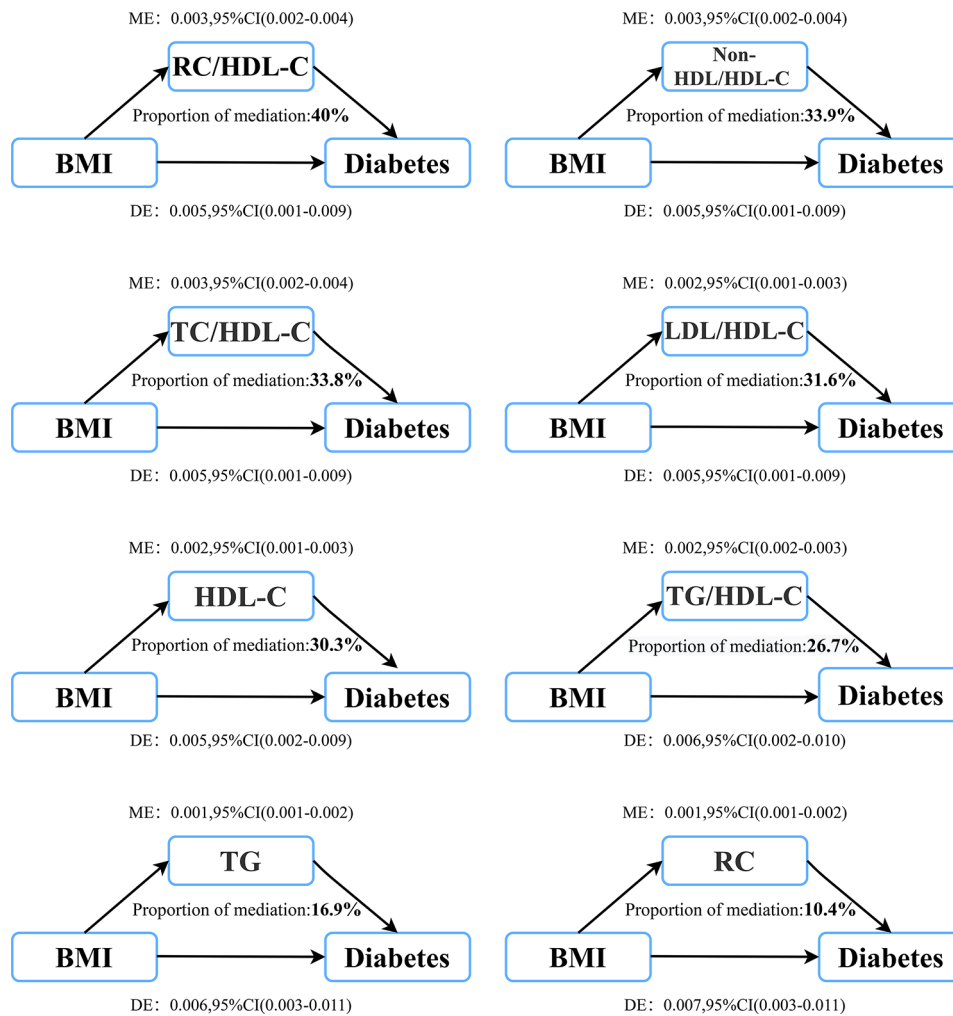 ME：0.003,95%CI(0.002-0.004)
RC/HDL-C
Proportion of mediation:40%
BMI
Diabetes
DE：0.005,95%CI(0.001-0.009)
ME：0.003,95%CI(0.002-0.004)
Non-
HDL/HDL-C
Proportion of mediation:33.9%
BMI
Diabetes
DE：0.005,95%CI(0.001-0.009)
ME：0.003,95%CI(0.002-0.004)
TC/HDL-C
Proportion of mediation:33.8%
BMI
Diabetes
DE：0.005,95%CI(0.001-0.009)
ME：0.002,95%CI(0.001-0.003)
LDL/HDL-C
Proportion of mediation:31.6%
BMI
Diabetes
DE：0.005,95%CI(0.001-0.009)
ME：0.002,95%CI(0.001-0.003)
HDL-C
Proportion of mediation:30.3%
BMI
Diabetes
DE：0.005,95%CI(0.002-0.009)
ME：0.002,95%CI(0.002-0.003)
TG/HDL-C
Proportion of mediation:26.7%
BMI
Diabetes
DE：0.006,95%CI(0.002-0.010)
ME：0.001,95%CI(0.001-0.002)
TG
Proportion of mediation:16.9%
BMI
Diabetes
DE：0.006,95%CI(0.003-0.011)
ME：0.001,95%CI(0.001-0.002)
RC
Proportion of mediation:10.4%
BMI
Diabetes
DE：0.007,95%CI(0.003-0.011)